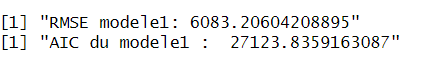 [1] "RMSE modele1: 6083.20604208895"
[1] "AIC du modele1 :  27123.8359163087"